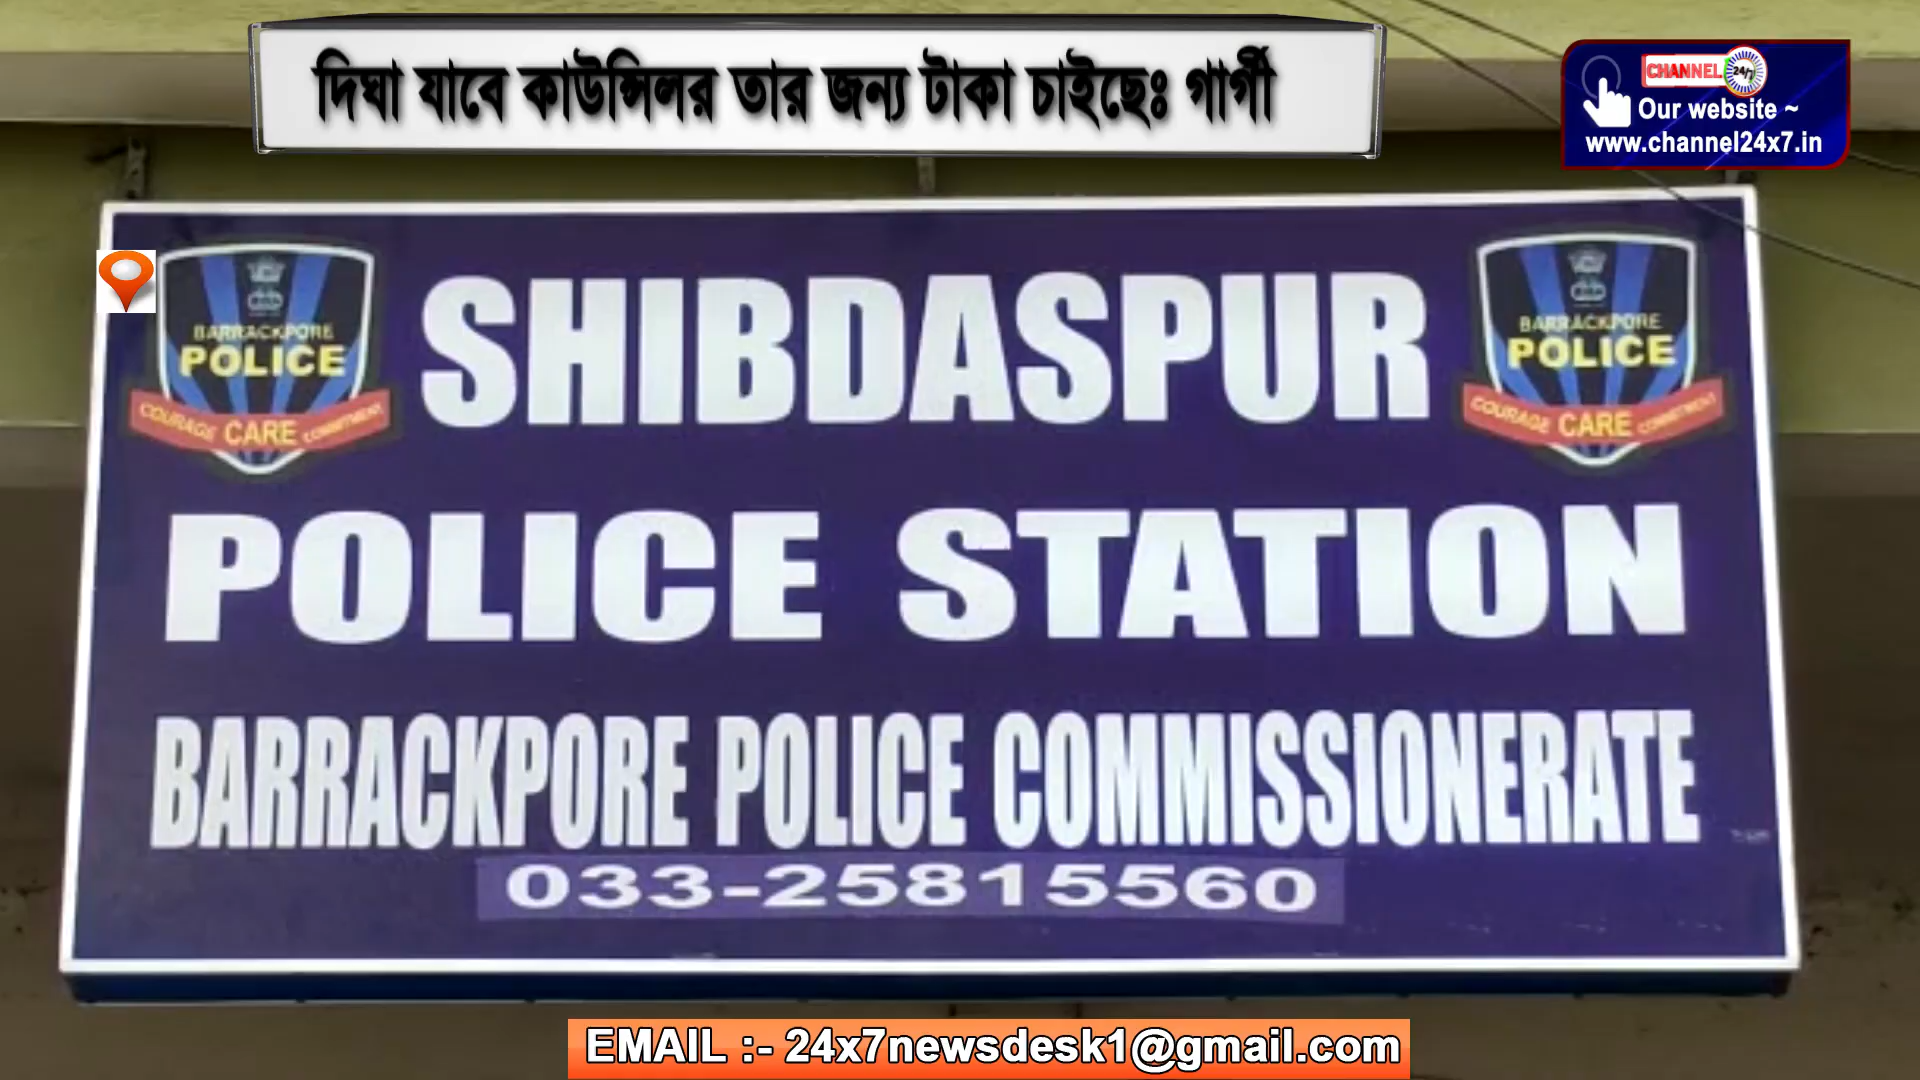 দিঘা যাবে কাউন্সিলর তার জন্য টাকা চাইছেঃ গার্গী
CHANNEL 24/7
Our website ~
www.channel24x7.in
BARRACKPORE
POLICE
COURAGE CARE COMMITMENT
SHIBDASPUR
BARRACKPORE
POLICE
COURAGE CARE COMMITMENT
POLICE STATION
BARRACKPORE POLICE COMMISSIONERATE
033-25815560
EMAIL :- 24x7newsdesk1@gmail.com